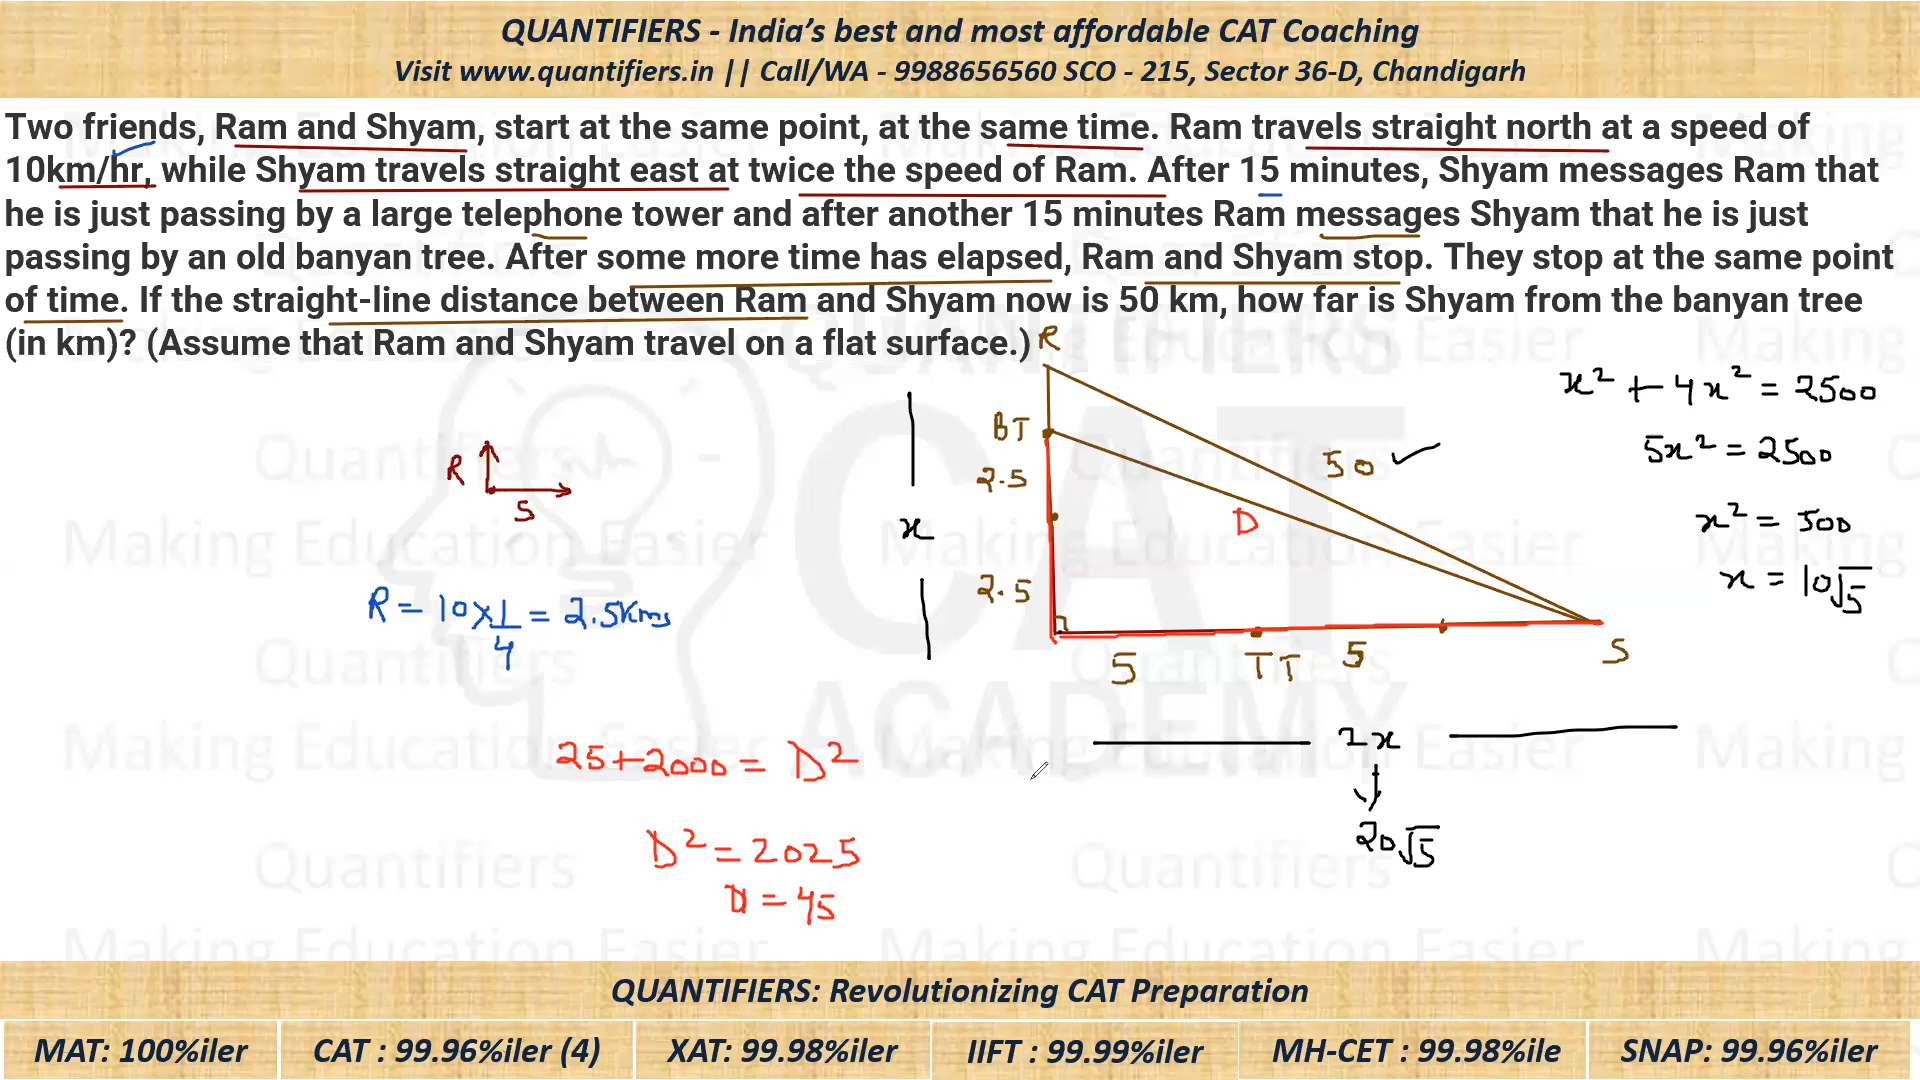 QUANTIFIERS - India’s best and most affordable CAT Coaching
Visit www.quantifiers.in || Call/WA - 9988656560 SCO - 215, Sector 36-D, Chandigarh
Two friends, Ram and Shyam, start at the same point, at the same time. Ram travels straight north at a speed of
10km/hr, while Shyam travels straight east at twice the speed of Ram. After 15 minutes, Shyam messages Ram that
he is just passing by a large telephone tower and after another 15 minutes Ram messages Shyam that he is just
passing by an old banyan tree. After some more time has elapsed, Ram and Shyam stop. They stop at the same point
of time. If the straight-line distance between Ram and Shyam now is 50 km, how far is Shyam from the banyan tree
(in km)? (Assume that Ram and Shyam travel on a flat surface.)
R
x² + 4x² = 2500
BT
5x² = 2500
R
50
2.5
S
D
x² = 500
x
x = 10√5
2.5
R = 10 × 1/4 = 2.5 Kms
5
TT
5
S
2x
25+2000 = D²
20√5
D² = 2025
D = 45
QUANTIFIERS
CAT
ACADEMY
Quantifiers
Making Education Easier
QUANTIFIERS: Revolutionizing CAT Preparation
MAT: 100%iler
CAT : 99.96%iler (4)
XAT: 99.98%iler
IIFT : 99.99%iler
MH-CET : 99.98%ile
SNAP: 99.96%iler